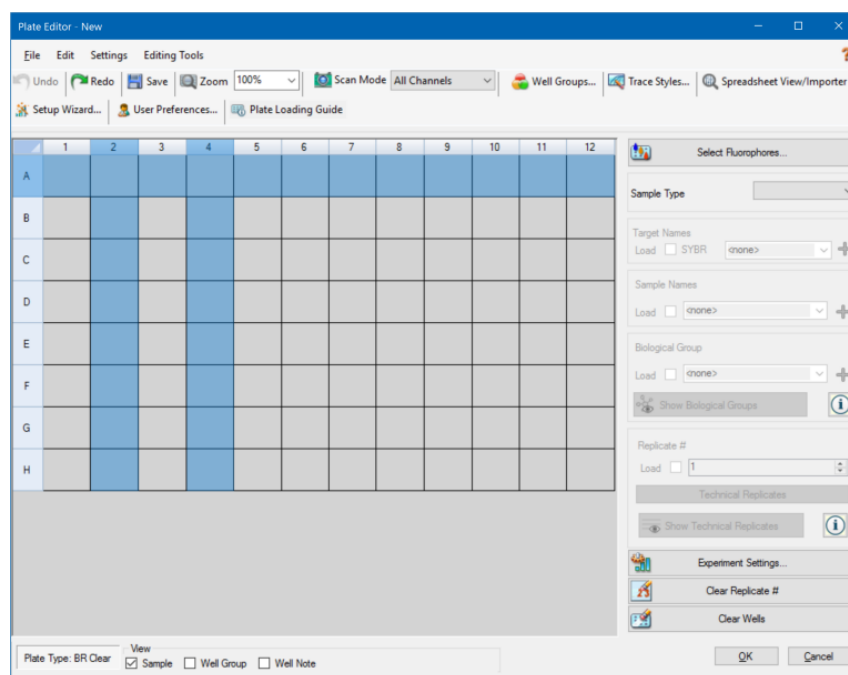 Plate Editor - New
File Edit Settings Editing Tools
Undo Redo Save Zoom 100% Scan Mode All Channels Well Groups... Trace Styles... Spreadsheet View/Importer
Setup Wizard... User Preferences... Plate Loading Guide
1 2 3 4 5 6 7 8 9 10 11 12
Select Fluorophores...
A
Sample Type
B
Target Names
Load SYBR <none>
C
Sample Names
D
Load <none>
E
Biological Group
Load <none>
F
Show Biological Groups
G
Replicate #
H
Load 1
Technical Replicates
Show Technical Replicates
Experiment Settings...
Clear Replicate #
Clear Wells
Plate Type: BR Clear
View
Sample Well Group Well Note
OK Cancel